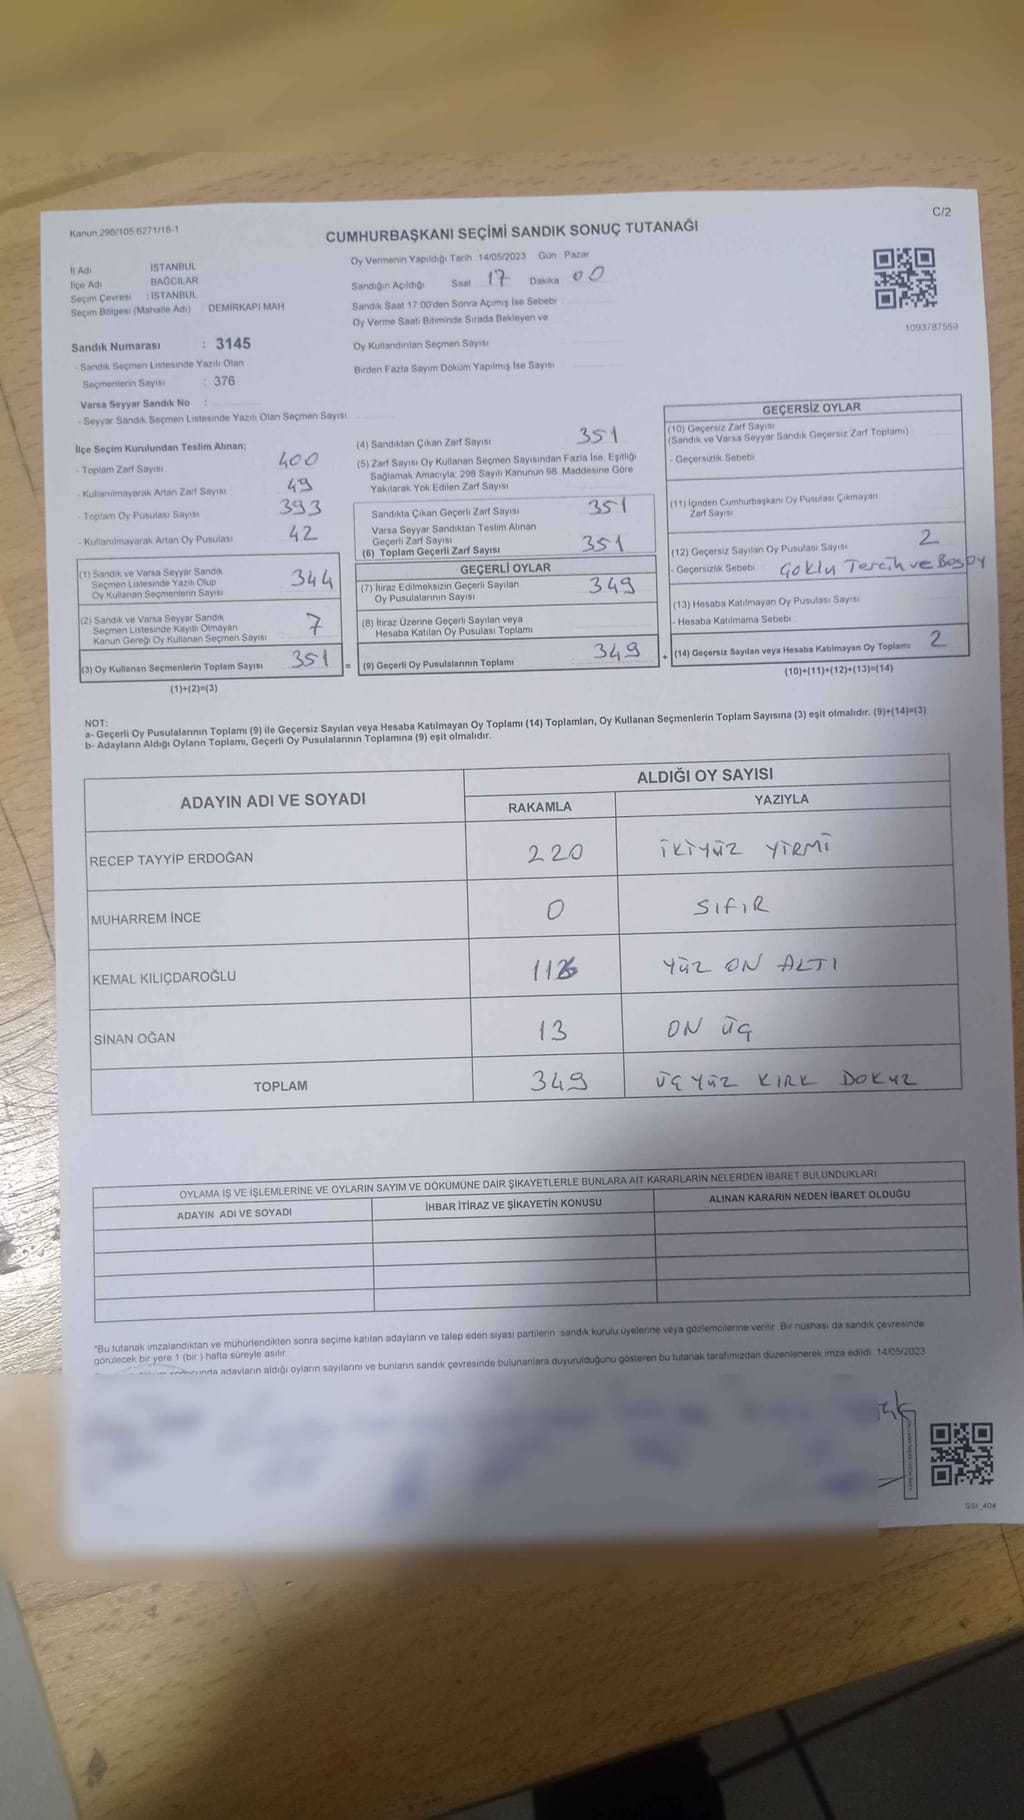 Kanun:298/105.6271/18-1
C/2
CUMHURBAŞKANI SEÇİMİ SANDIK SONUÇ TUTANAĞI
İl Adı İSTANBUL
İlçe Adı BAĞCILAR
Seçim Çevresi : İSTANBUL
Seçim Bölgesi (Mahalle Adı) : DEMİRKAPI MAH
Oy Vermenin Yapıldığı Tarih : 14/05/2023 Gün : Pazar
Sandığın Açıldığı Saat 17 Dakika 00
Sandık Saat 17:00'den Sonra Açımış İse Sebebi
Oy Verme Saati Bitiminde Sırada Bekleyen ve
Oy Kullandırılan Seçmen Sayısı
Birden Fazla Sayım Döküm Yapılmış İse Sayısı
1093787559
Sandık Numarası : 3145
- Sandık Seçmen Listesinde Yazılı Olan
Seçmenlerin Sayısı : 376
Varsa Seyyar Sandık No :
- Seyyar Sandık Seçmen Listesinde Yazılı Olan Seçmen Sayısı
İlçe Seçim Kurulundan Teslim Alınan;
- Toplam Zarf Sayısı 400
- Kullanılmayarak Artan Zarf Sayısı 49
- Toplam Oy Pusulası Sayısı 393
- Kullanılmayarak Artan Oy Pusulası 42
(1) Sandık ve Varsa Seyyar Sandık
Seçmen Listesinde Yazılı Olup
Oy Kullanan Seçmenlerin Sayısı 344
(2) Sandık ve Varsa Seyyar Sandık
Seçmen Listesinde Kayıtlı Olmayan
Kanun Gereği Oy Kullanan Seçmen Sayısı 7
(3) Oy Kullanan Seçmenlerin Toplam Sayısı 351 =
(1)+(2)=(3)
(4) Sandıktan Çıkan Zarf Sayısı 351
(5) Zarf Sayısı Oy Kullanan Seçmen Sayısından Fazla İse, Eşitliği
Sağlamak Amacıyla, 298 Sayılı Kanunun 98. Maddesine Göre
Yakılarak Yok Edilen Zarf Sayısı
Sandıkta Çıkan Geçerli Zarf Sayısı 351
Varsa Seyyar Sandıktan Teslim Alınan
Geçerli Zarf Sayısı
(6) Toplam Geçerli Zarf Sayısı 351
GEÇERLİ OYLAR
(7) İtiraz Edilmeksizin Geçerli Sayılan
Oy Pusulalarının Sayısı 349
(8) İtiraz Üzerine Geçerli Sayılan veya
Hesaba Katılan Oy Pusulası Toplamı
(9) Geçerli Oy Pusulalarının Toplamı 349 +
GEÇERSİZ OYLAR
(10) Geçersiz Zarf Sayısı
(Sandık ve Varsa Seyyar Sandık Geçersiz Zarf Toplamı)
- Geçersizlik Sebebi
(11) İçinden Cumhurbaşkanı Oy Pusulası Çıkmayan
Zarf Sayısı
(12) Geçersiz Sayılan Oy Pusulası Sayısı 2
- Geçersizlik Sebebi Çoklu Tercih ve Boş oy
(13) Hesaba Katılmayan Oy Pusulası Sayısı
- Hesaba Katılmama Sebebi
(14) Geçersiz Sayılan veya Hesaba Katılmayan Oy Toplamı 2
(10)+(11)+(12)+(13)=(14)
NOT:
a- Geçerli Oy Pusulalarının Toplamı (9) ile Geçersiz Sayılan veya Hesaba Katılmayan Oy Toplamı (14) Toplamları, Oy Kullanan Seçmenlerin Toplam Sayısına (3) eşit olmalıdır. (9)+(14)=(3)
b- Adayların Aldığı Oyların Toplamı, Geçerli Oy Pusulalarının Toplamına (9) eşit olmalıdır.
ADAYIN ADI VE SOYADI ALDIĞI OY SAYISI
RAKAMLA YAZIYLA
RECEP TAYYİP ERDOĞAN 220 İKİYÜZ YİRMİ
MUHARREM İNCE 0 SIFIR
KEMAL KILIÇDAROĞLU 116 YÜZ ON ALTI
SİNAN OĞAN 13 ON ÜÇ
TOPLAM 349 ÜÇ YÜZ KIRK DOKUZ
OYLAMA İŞ VE İŞLEMLERİNE VE OYLARIN SAYIM VE DÖKÜMÜNE DAİR ŞİKAYETLERLE BUNLARA AİT KARARLARIN NELERDEN İBARET BULUNDUKLARI
ADAYIN ADI VE SOYADI İHBAR İTİRAZ VE ŞİKAYETİN KONUSU ALINAN KARARIN NEDEN İBARET OLDUĞU
*Bu tutanak imzalandıktan ve mühürlendikten sonra seçime katılan adayların ve talep eden siyasi partilerin sandık kurulu üyelerine veya gözlemcilerine verilir. Bir nüshası da sandık çevresinde
görülecek bir yere 1 (bir ) hafta süreyle asılır.
adayların aldığı oyların sayılarını ve bunların sandık çevresinde bulunanlara duyurulduğunu gösteren bu tutanak tarafımızdan düzenlenerek imza edildi. 14/05/2023
SSI_404